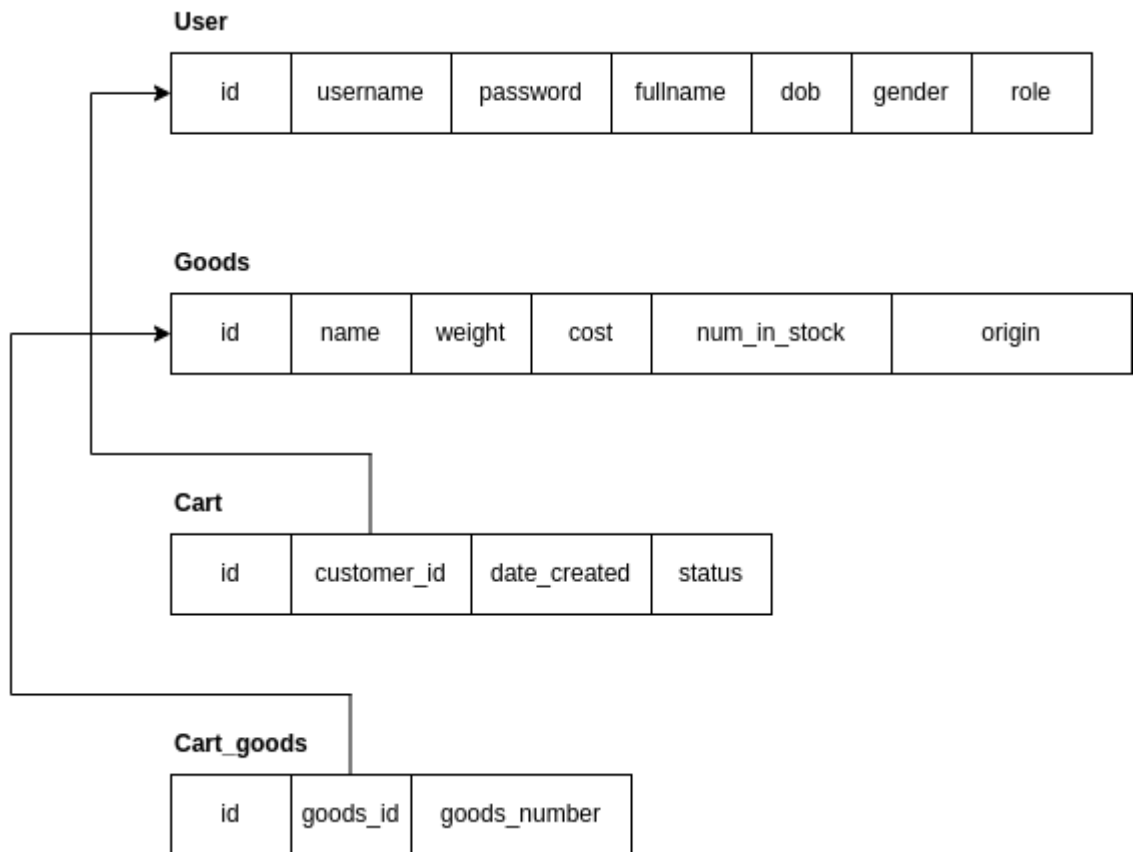 User
id username password fullname dob gender role
Goods
id name weight cost num_in_stock origin
Cart
id customer_id date_created status
Cart_goods
id goods_id goods_number